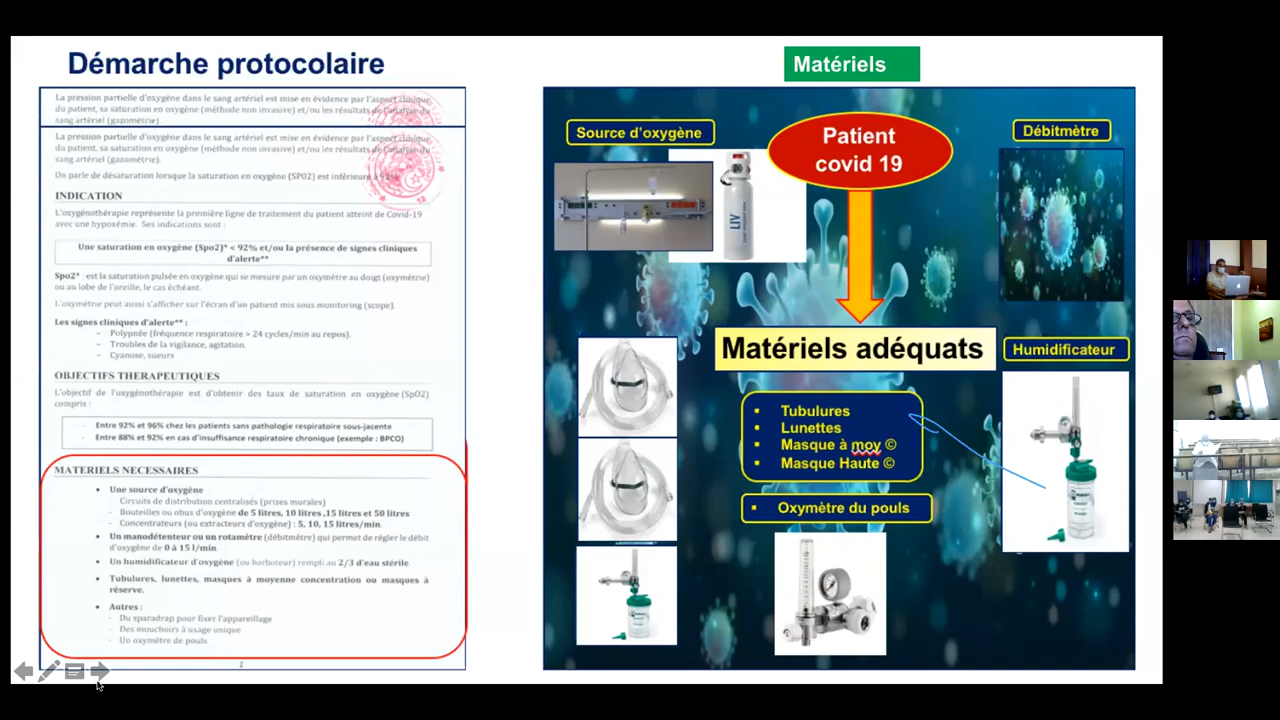 Démarche protocolaire
La pression partielle d'oxygène dans le sang artériel est mise en évidence par l'aspect clinique,
du patient, sa saturation en oxygène (méthode non invasive) et/ou les résultats de l'analyse du
sang artériel (gazométrie).
La pression partielle d'oxygène dans le sang artériel est mise en évidence par l'aspect clinique,
du patient, sa saturation en oxygène (méthode non invasive) et/ou les résultats de l'analyse du
sang artériel (gazométrie).
On parle de désaturation lorsque la saturation en oxygène (SPO2) est inférieure à 92%
INDICATION
L'oxygénothérapie représente la première ligne de traitement du patient atteint de Covid-19
avec une hypoxémie. Ses indications sont :
Une saturation en oxygène (Spo2)* < 92% et/ou la présence de signes cliniques
d'alerte**
Spo2* : est la saturation pulsée en oxygène qui se mesure par un oxymètre au doigt (oxymétrie)
ou au lobe de l'oreille, le cas échéant.
L'oxymétrie peut aussi s'afficher sur l'écran d'un patient mis sous monitoring (scope).
Les signes cliniques d'alerte** :
- Polypnée (fréquence respiratoire > 24 cycles/min au repos).
- Troubles de la vigilance, agitation.
- Cyanose, sueurs
OBJECTIFS THERAPEUTIQUES
L'objectif de l'oxygénothérapie est d'obtenir des taux de saturation en oxygène (SpO2)
compris :
- Entre 92% et 96% chez les patients sans pathologie respiratoire sous-jacente
- Entre 88% et 92% en cas d'insuffisance respiratoire chronique (exemple : BPCO)
MATERIELS NECESSAIRES
• Une source d'oxygène
- Circuits de distribution centralisés (prises murales)
- Bouteilles ou obus d'oxygène de 5 litres, 10 litres ,15 litres et 50 litres
- Concentrateurs (ou extracteurs d'oxygène) : 5, 10, 15 litres/min.
• Un manodétenteur ou un rotamètre (débitmètre) qui permet de régler le débit
d'oxygène de 0 à 15 l/min.
• Un humidificateur d'oxygène (ou barboteur) rempli au 2/3 d'eau stérile
• Tubulures, lunettes, masques à moyenne concentration ou masques à
réserve.
• Autres :
- Du sparadrap pour fixer l'appareillage
- Des mouchoirs à usage unique
- Un oxymètre de pouls
2
Matériels
Source d'oxygène
Patient
covid 19
Débitmètre
LIV
Matériels adéquats
Humidificateur
▪ Tubulures
▪ Lunettes
▪ Masque à moy ©
▪ Masque Haute ©
▪ Oxymètre du pouls